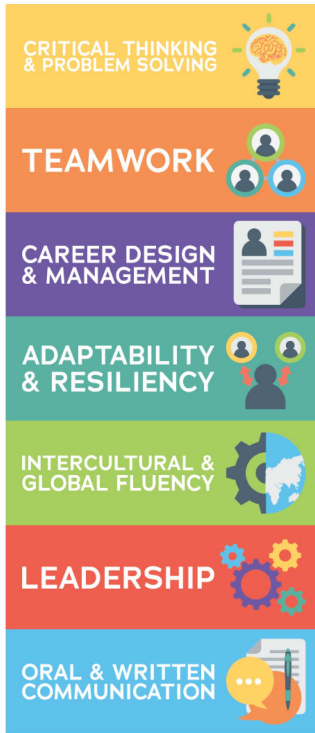 CRITICAL THINKING
& PROBLEM SOLVING
TEAMWORK
CAREER DESIGN
& MANAGEMENT
ADAPTABILITY
& RESILIENCY
INTERCULTURAL &
GLOBAL FLUENCY
LEADERSHIP
ORAL & WRITTEN
COMMUNICATION